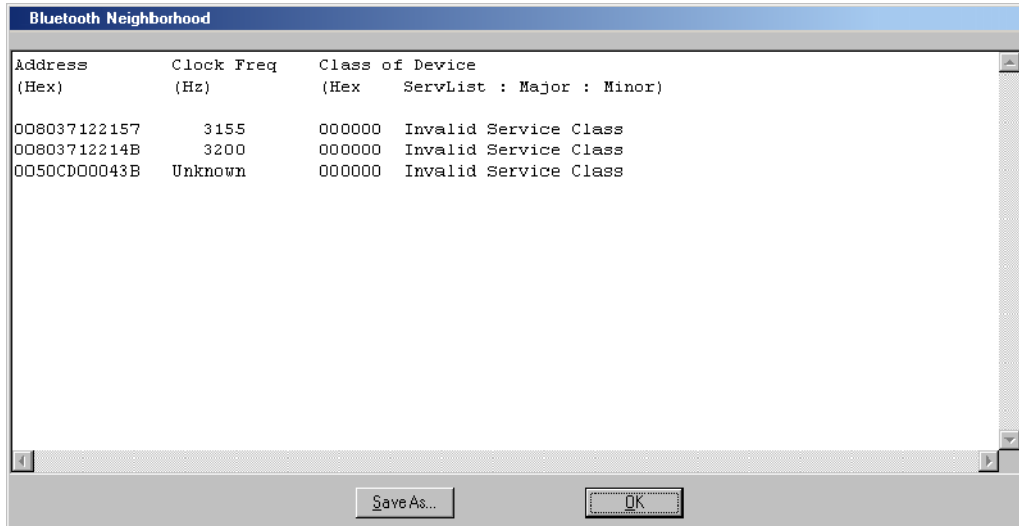 Bluetooth Neighborhood
Address Clock Freq Class of Device
(Hex) (Hz) (Hex ServList : Major : Minor)
008037122157 3155 000000 Invalid Service Class
00803712214B 3200 000000 Invalid Service Class
0050CD00043B Unknown 000000 Invalid Service Class
Save As... OK